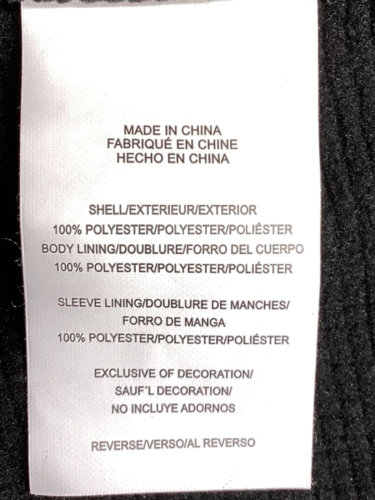 MADE IN CHINA
FABRIQUÉ EN CHINE
HECHO EN CHINA
SHELL/EXTERIEUR/EXTERIOR
100% POLYESTER/POLYESTER/POLIÉSTER
BODY LINING/DOUBLURE/FORRO DEL CUERPO
100% POLYESTER/POLYESTER/POLIÉSTER
SLEEVE LINING/DOUBLURE DE MANCHES/
FORRO DE MANGA
100% POLYESTER/POLYESTER/POLIÉSTER
EXCLUSIVE OF DECORATION/
SAUF´L DECORATION/
NO INCLUYE ADORNOS
REVERSE/VERSO/AL REVERSO